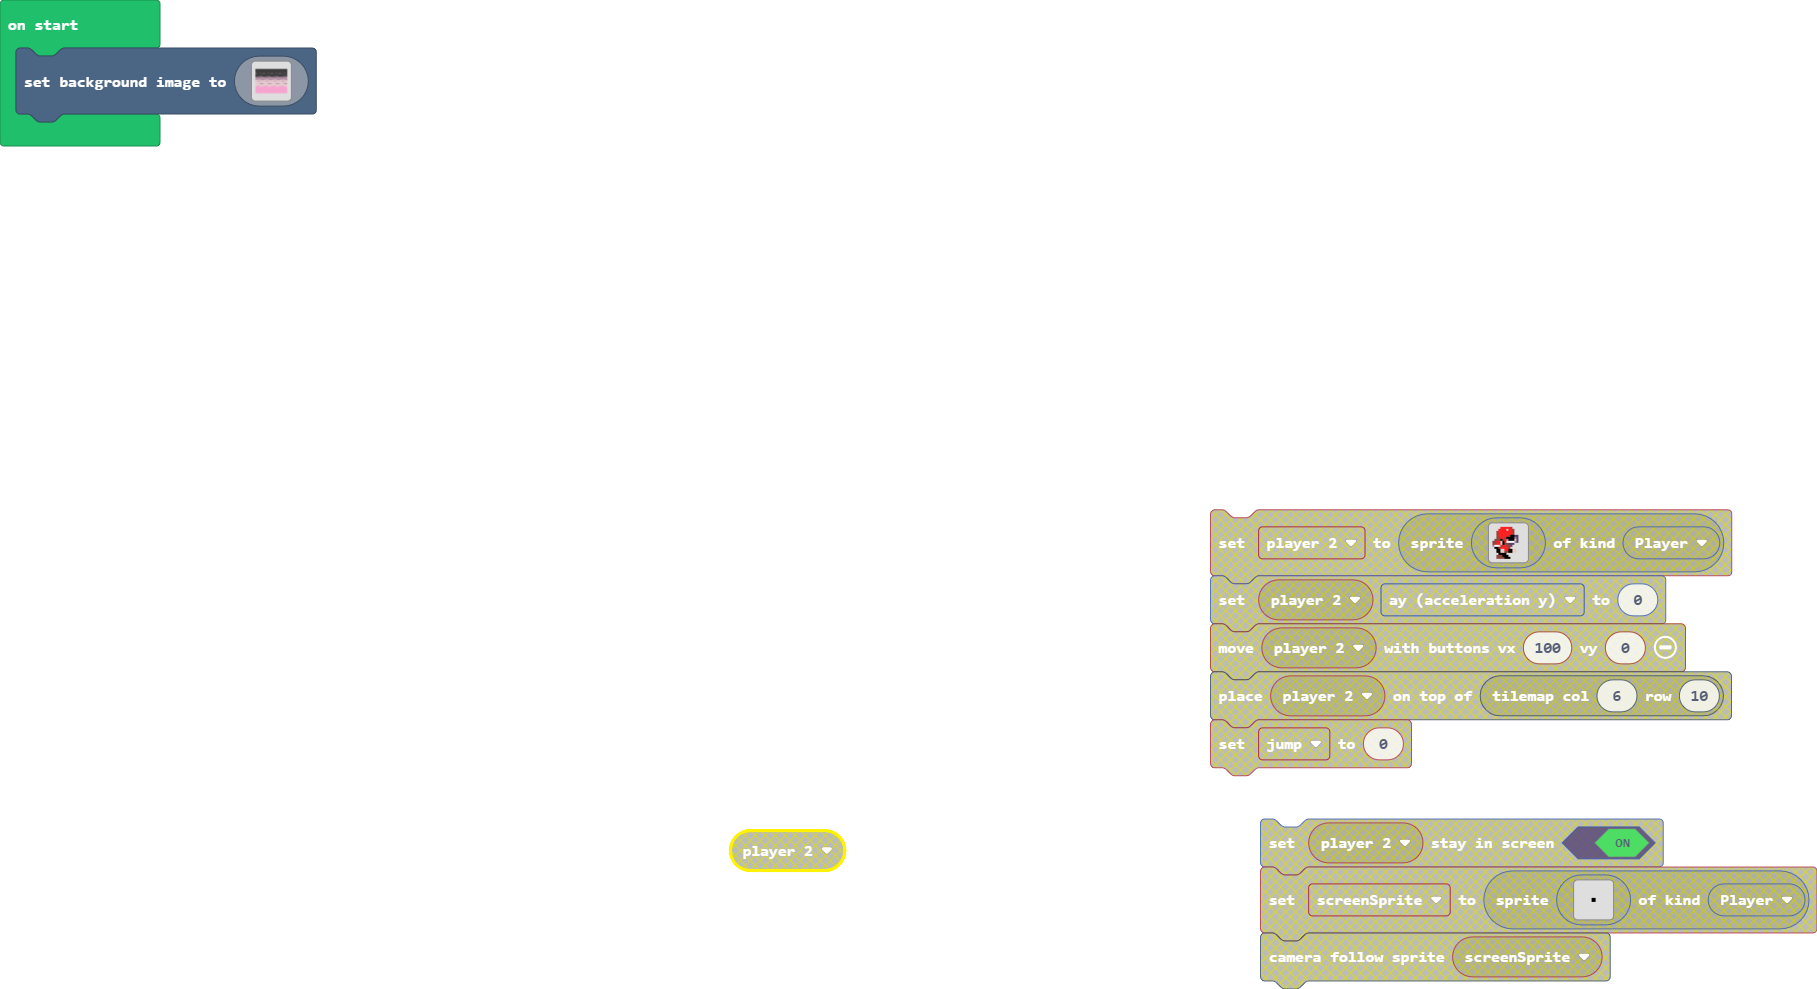 on start
set background image to
set player 2 to sprite of kind Player
set player 2 ay (acceleration y) to 0
move player 2 with buttons vx 100 vy 0
place player 2 on top of tilemap col 6 row 10
set jump to 0
player 2
set player 2 stay in screen ON
set screenSprite to sprite of kind Player
camera follow sprite screenSprite